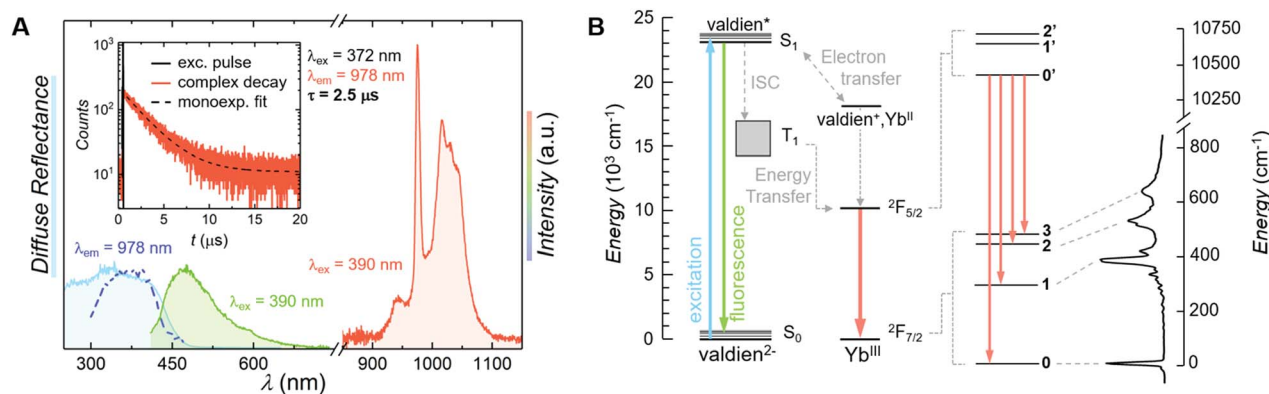 A
Diffuse Reflectance
10³
10²
10¹
Counts
exc. pulse
complex decay
monoexp. fit
0
5
10
15
20
t (μs)
λex = 372 nm
λem = 978 nm
τ = 2.5 μs
λem = 978 nm
λex = 390 nm
λex = 390 nm
Intensity (a.u.)
300
450
600
900
1000
1100
λ (nm)
B
Energy (10³ cm⁻¹)
25
20
15
10
5
0
valdien*
S₁
ISC
Electron
transfer
valdien⁺,Ybᴵᴵ
T₁
Energy
Transfer
²F₅/₂
excitation
fluorescence
²F₇/₂
S₀
valdien²⁻
Ybᴵᴵᴵ
2'
1'
0'
3
2
1
0
10750
10500
10250
800
600
400
200
0
Energy (cm⁻¹)